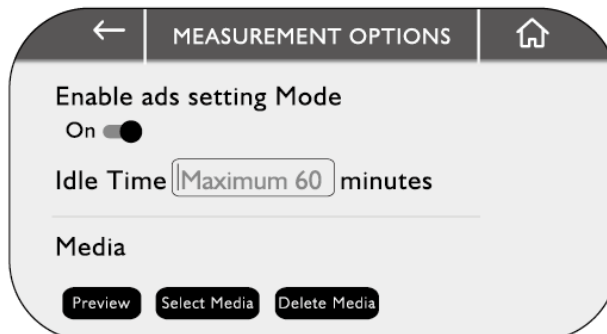 MEASUREMENT OPTIONS
Enable ads setting Mode
On
Idle Time Maximum 60 minutes
Media
Preview Select Media Delete Media